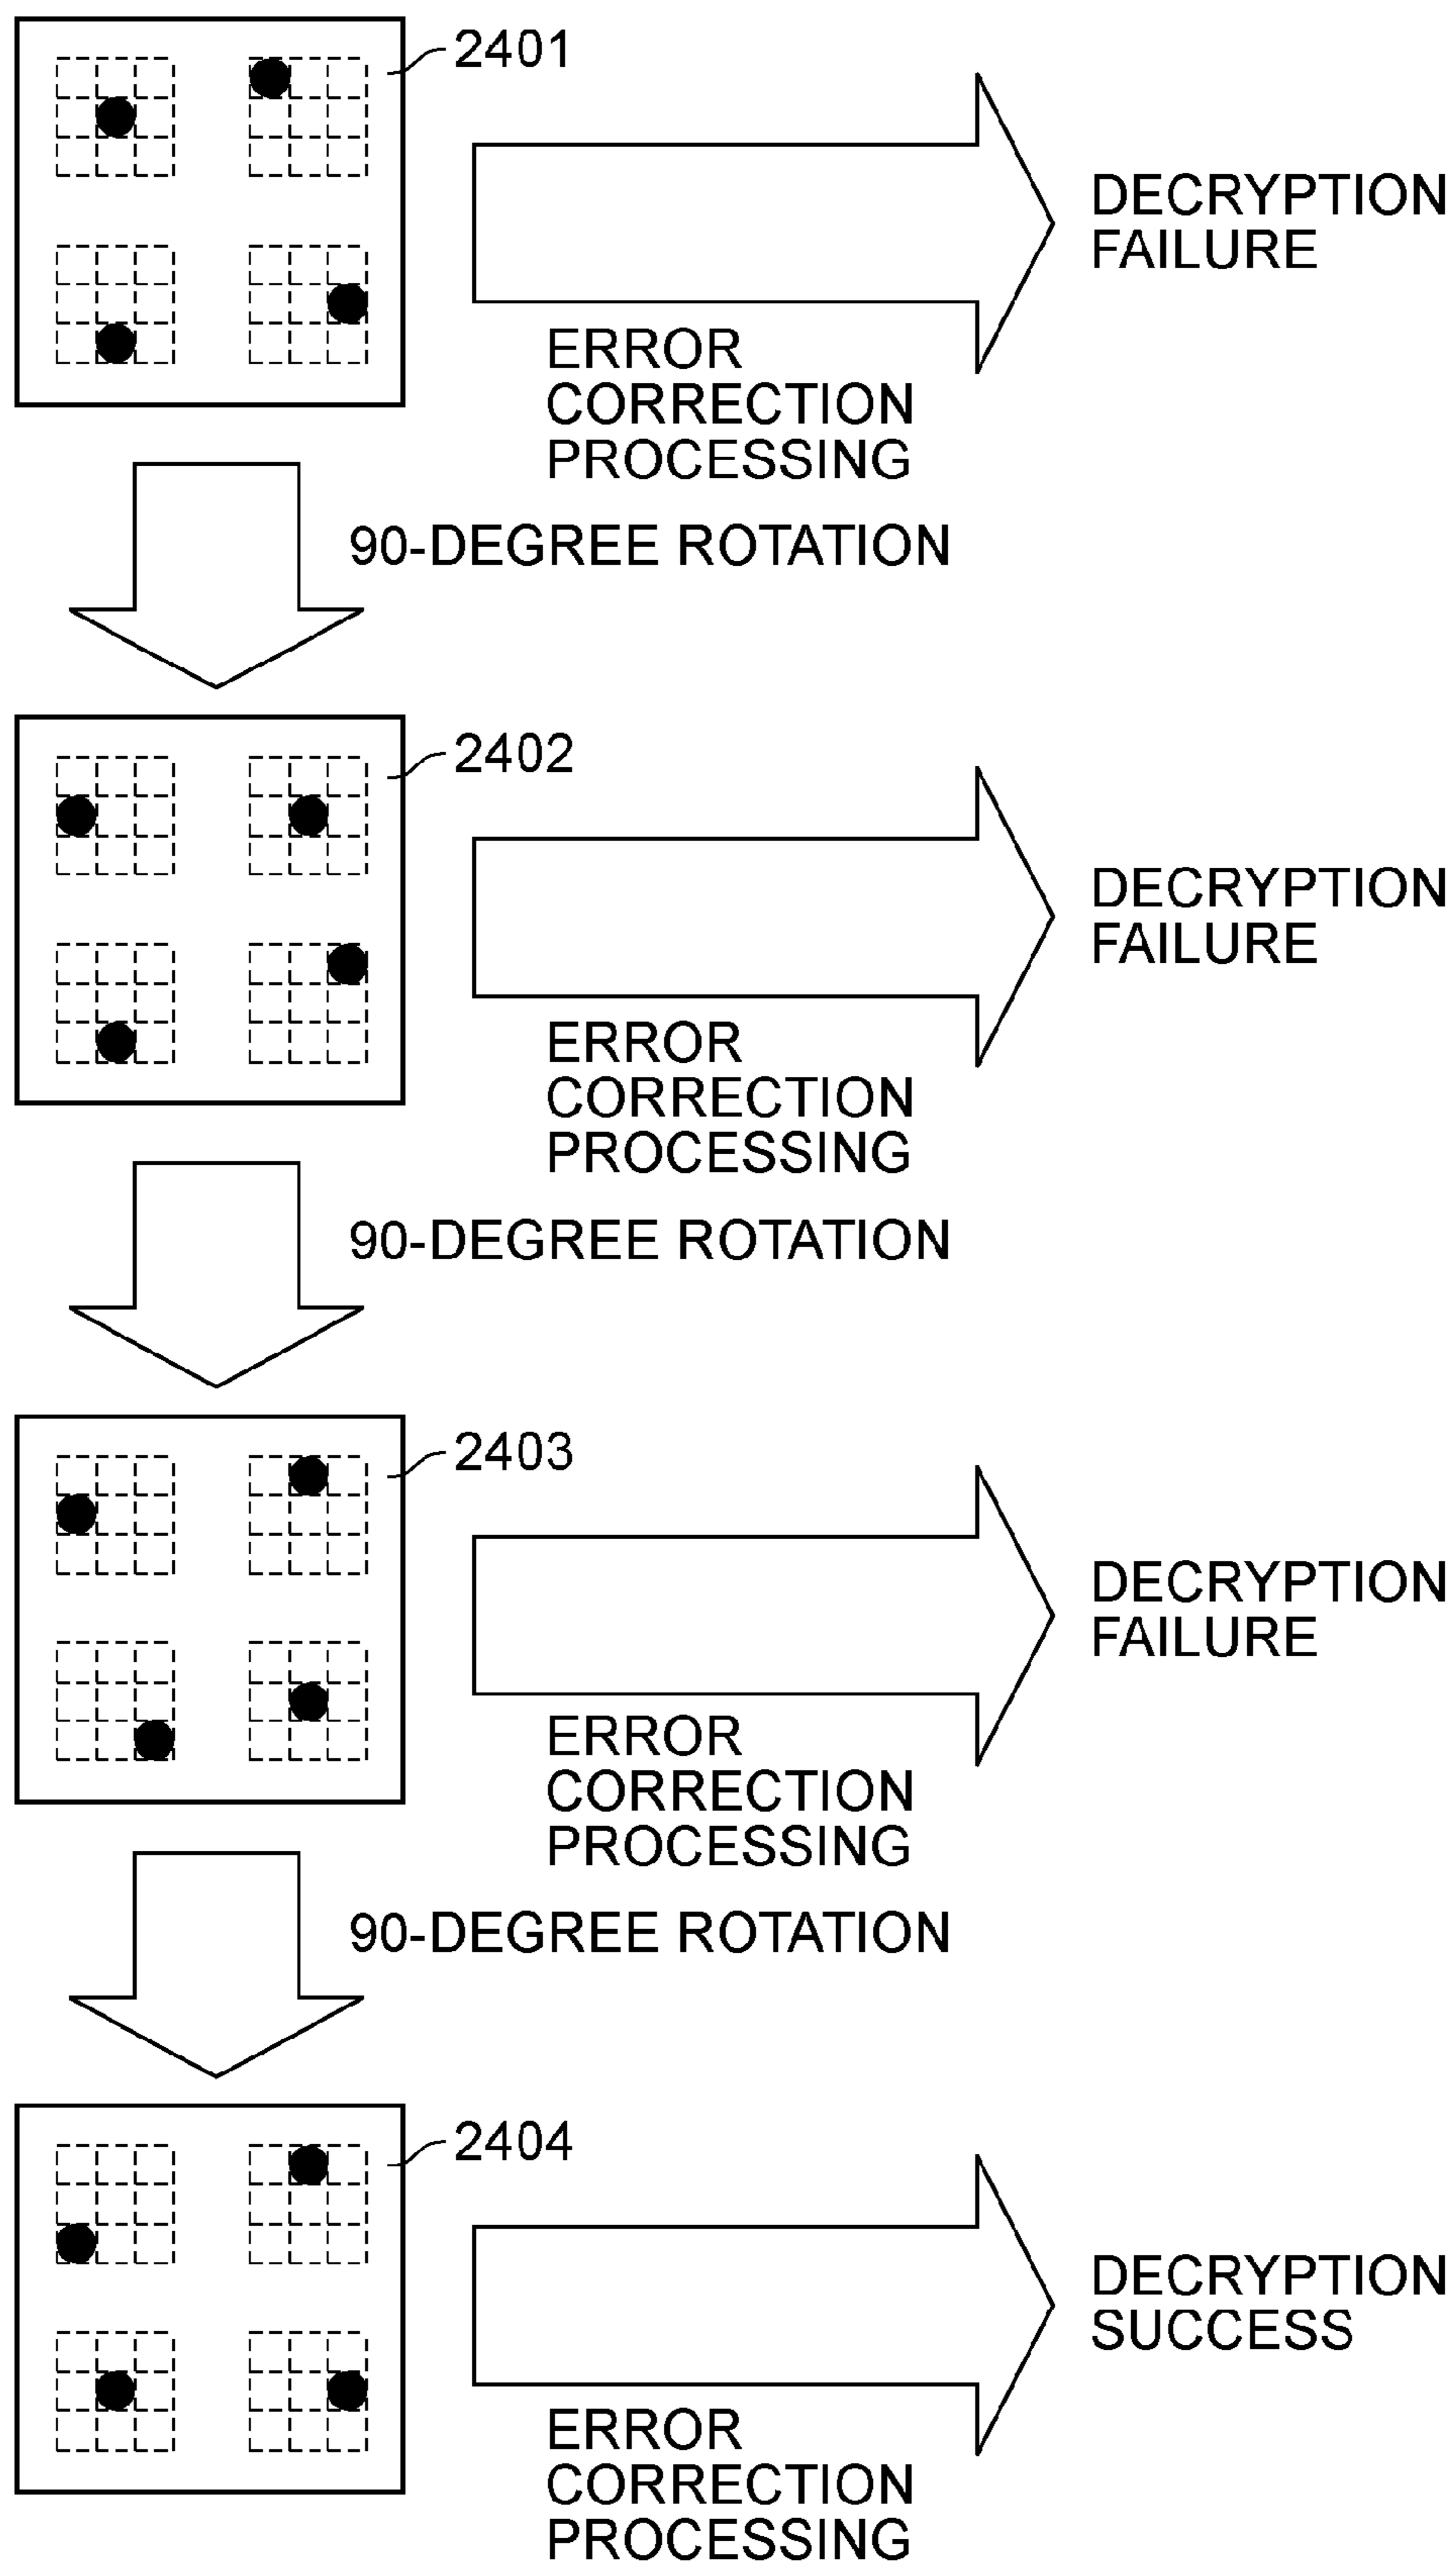 2401
DECRYPTION
FAILURE
ERROR
CORRECTION
PROCESSING
90-DEGREE ROTATION
2402
DECRYPTION
FAILURE
ERROR
CORRECTION
PROCESSING
90-DEGREE ROTATION
2403
DECRYPTION
FAILURE
ERROR
CORRECTION
PROCESSING
90-DEGREE ROTATION
2404
DECRYPTION
SUCCESS
ERROR
CORRECTION
PROCESSING